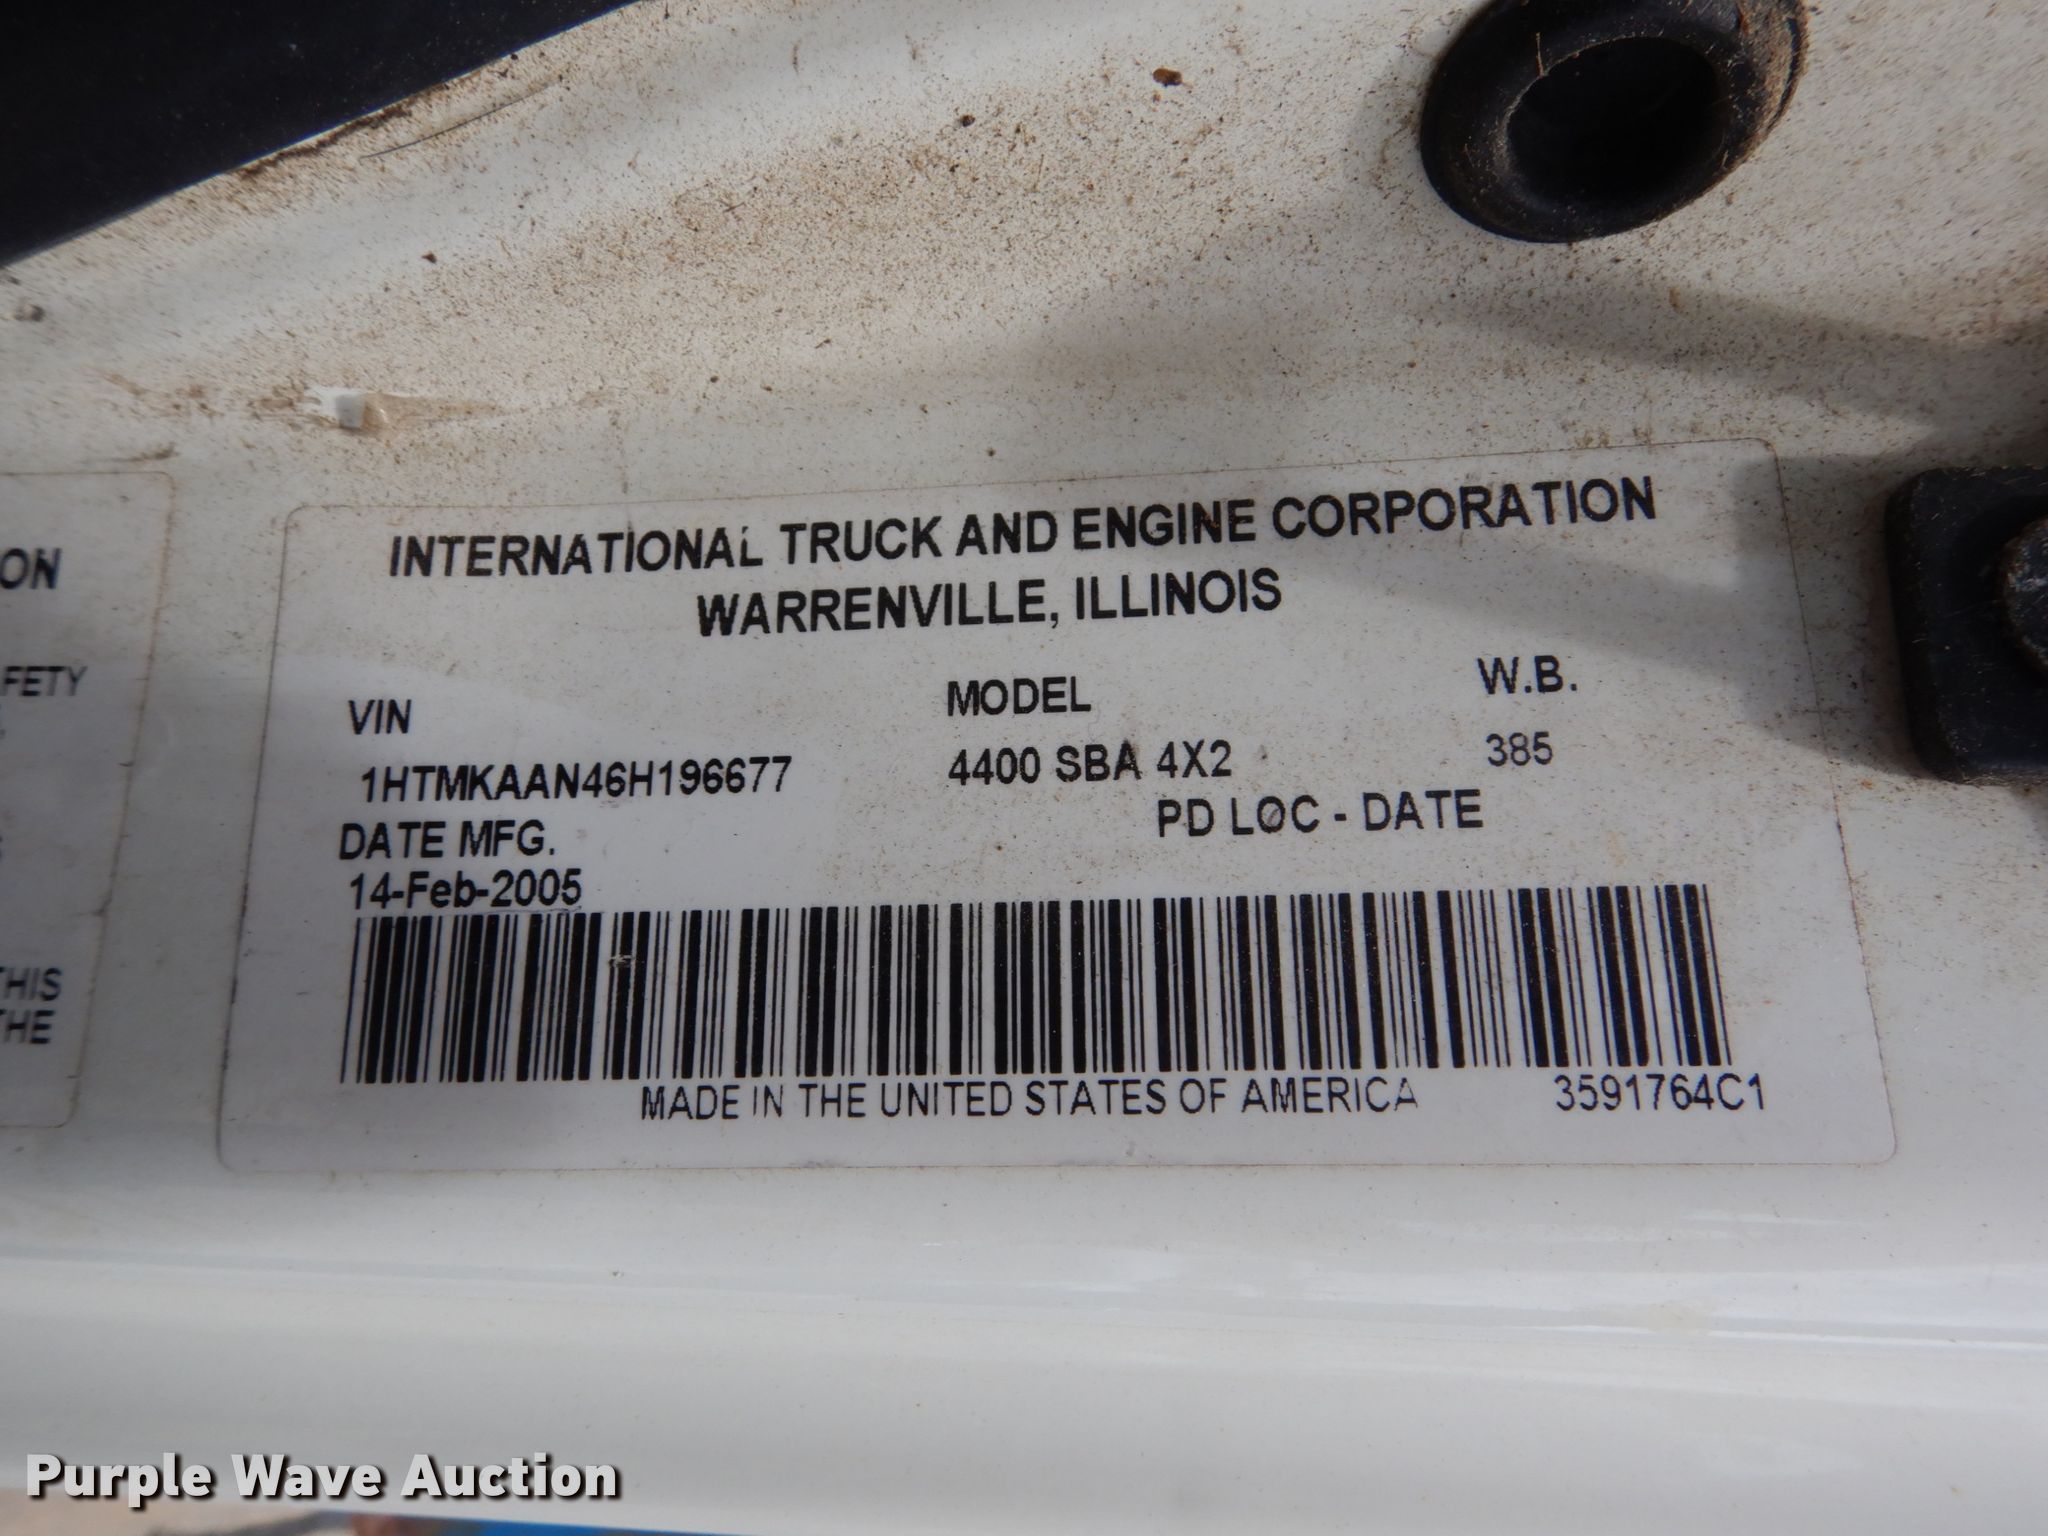 INTERNATIONAL TRUCK AND ENGINE CORPORATION
WARRENVILLE, ILLINOIS
VIN MODEL W.B.
1HTMKAAN46H196677 4400 SBA 4X2 385
DATE MFG. PD LOC - DATE
14-Feb-2005
MADE IN THE UNITED STATES OF AMERICA 3591764C1
ON
FETY
THIS
THE
Purple Wave Auction